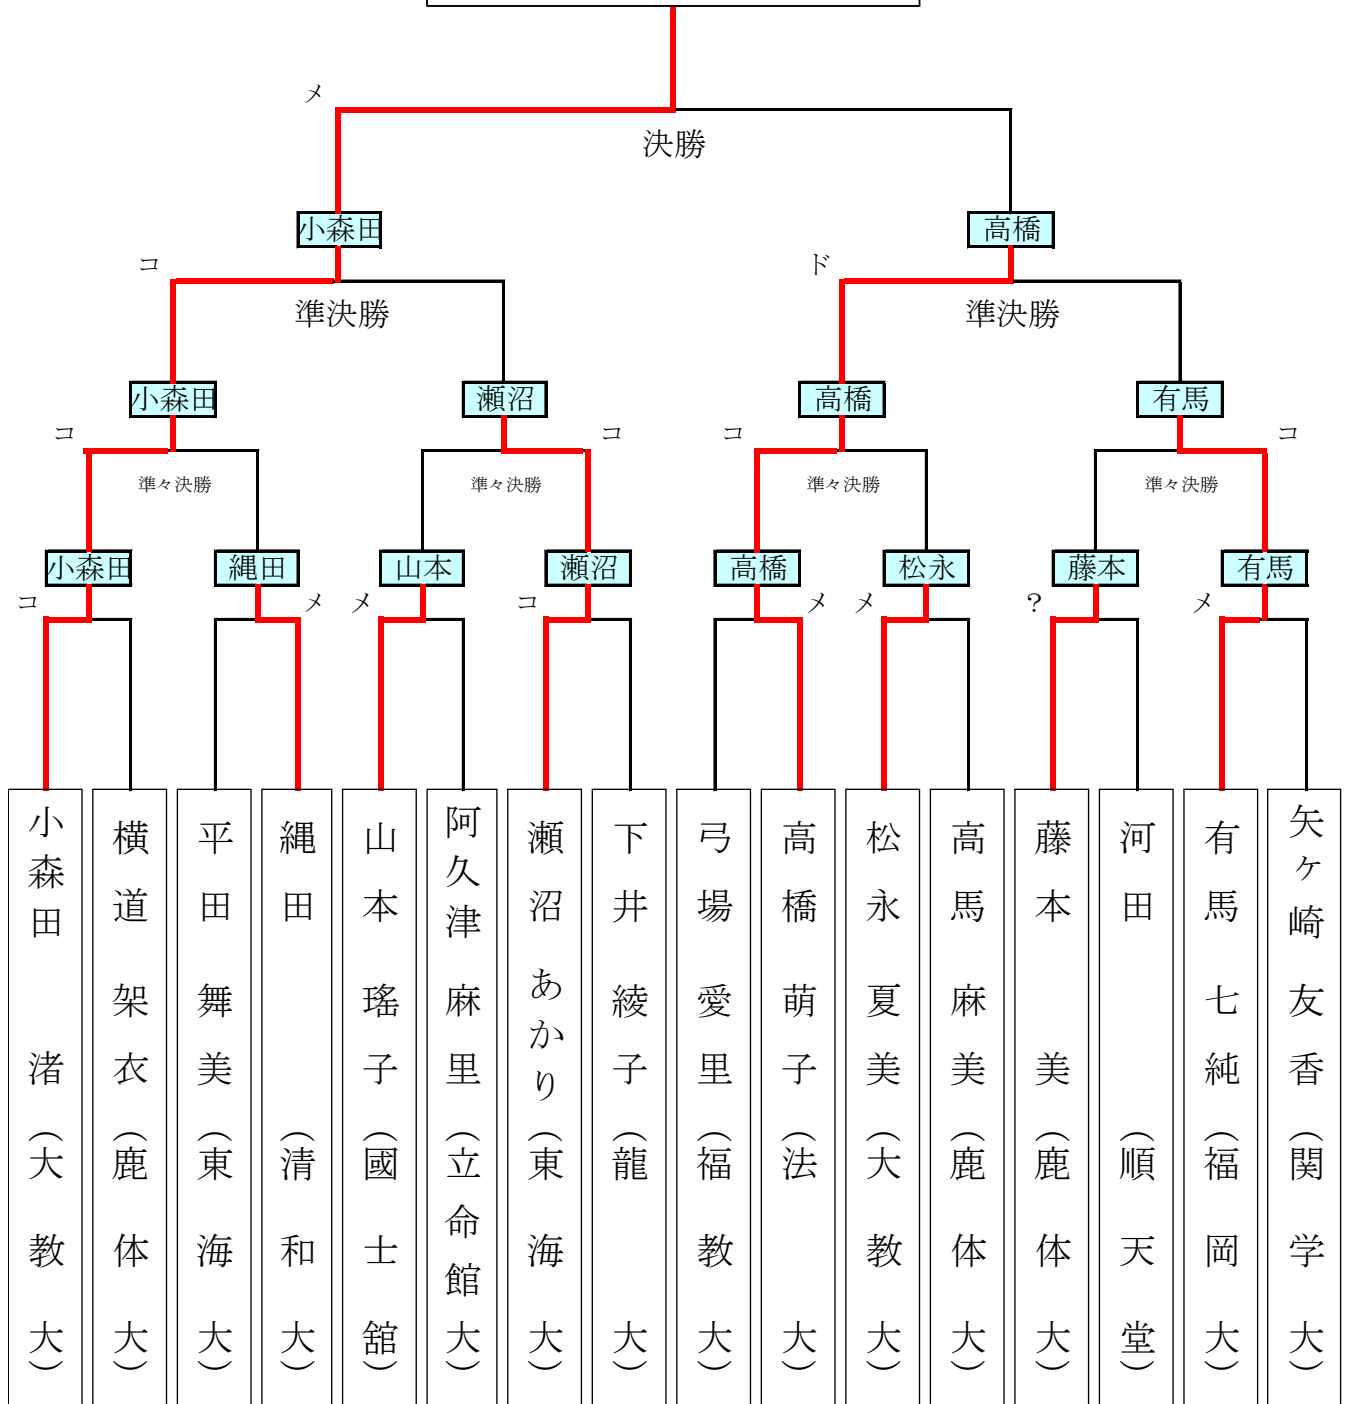 メ
決勝
小森田
高橋
コ
ド
準決勝
準決勝
小森田
瀬沼
高橋
有馬
コ
コ
コ
コ
準々決勝
準々決勝
準々決勝
準々決勝
小森田
縄田
山本
瀬沼
高橋
松永
藤本
有馬
コ
メ
メ
コ
メ
メ
?
メ
小森田 渚(大教大)
横道 架衣(鹿体大)
平田 舞美(東海大)
縄田 (清和大)
山本 瑤子(國士舘)
阿久津 麻里(立命館大)
瀬沼 あかり(東海大)
下井 綾子(龍大)
弓場 愛里(福教大)
高橋 萌子(法大)
松永 夏美(大教大)
高馬 麻美(鹿体大)
藤本 美(鹿体大)
河田 (順天堂)
有馬 七純(福岡大)
矢ヶ崎 友香(関学大)